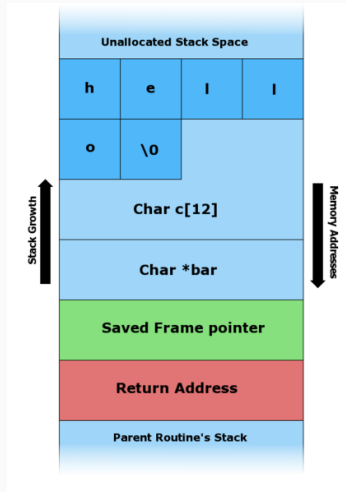 Unallocated Stack Space
h e l l
o \0
Char c[12]
Char *bar
Saved Frame pointer
Return Address
Parent Routine's Stack
Stack Growth
Memory Addresses